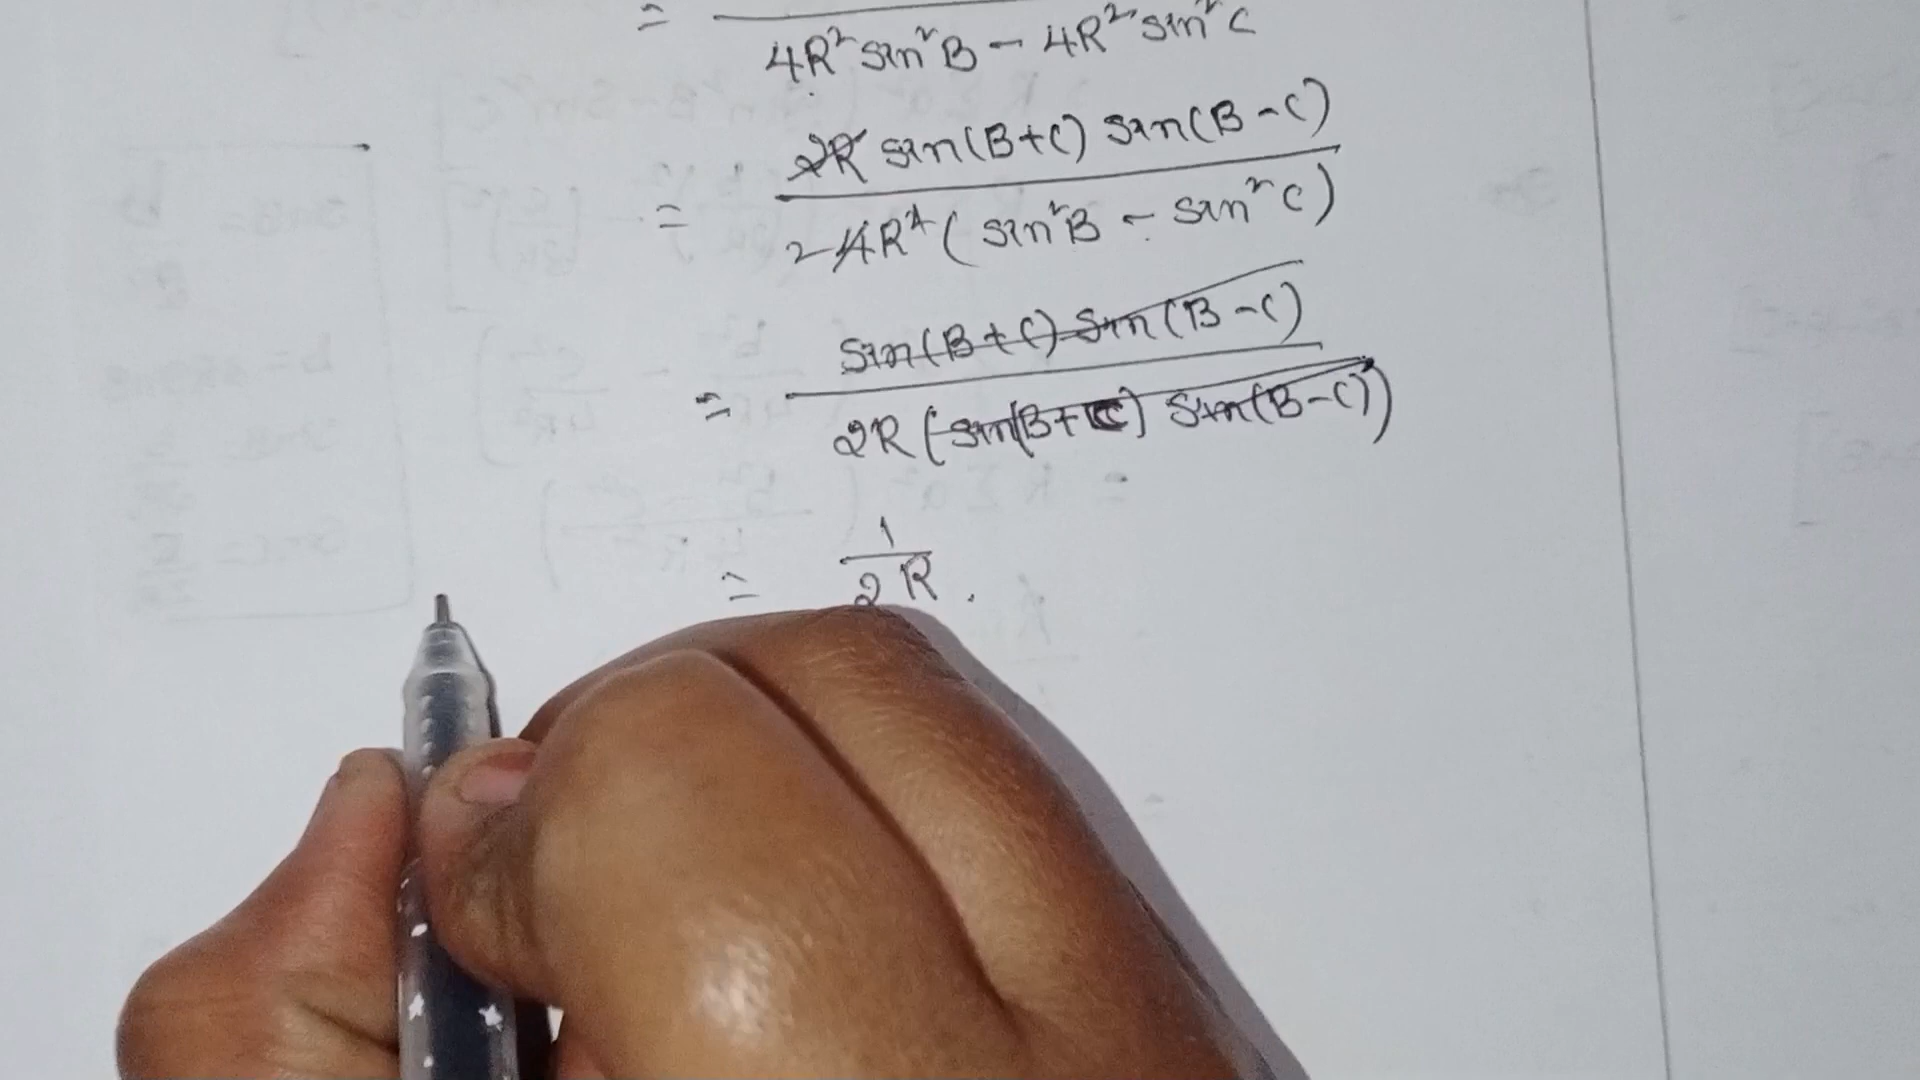 =
4R² sin²B - 4R² sin²C
2R sin(B+C) sin(B-C)
=
2 4R² ( sin²B - sin²C)
sin(B+C) sin(B-C)
=
2R (sin(B+C) sin(B-C))
1
=
2R.